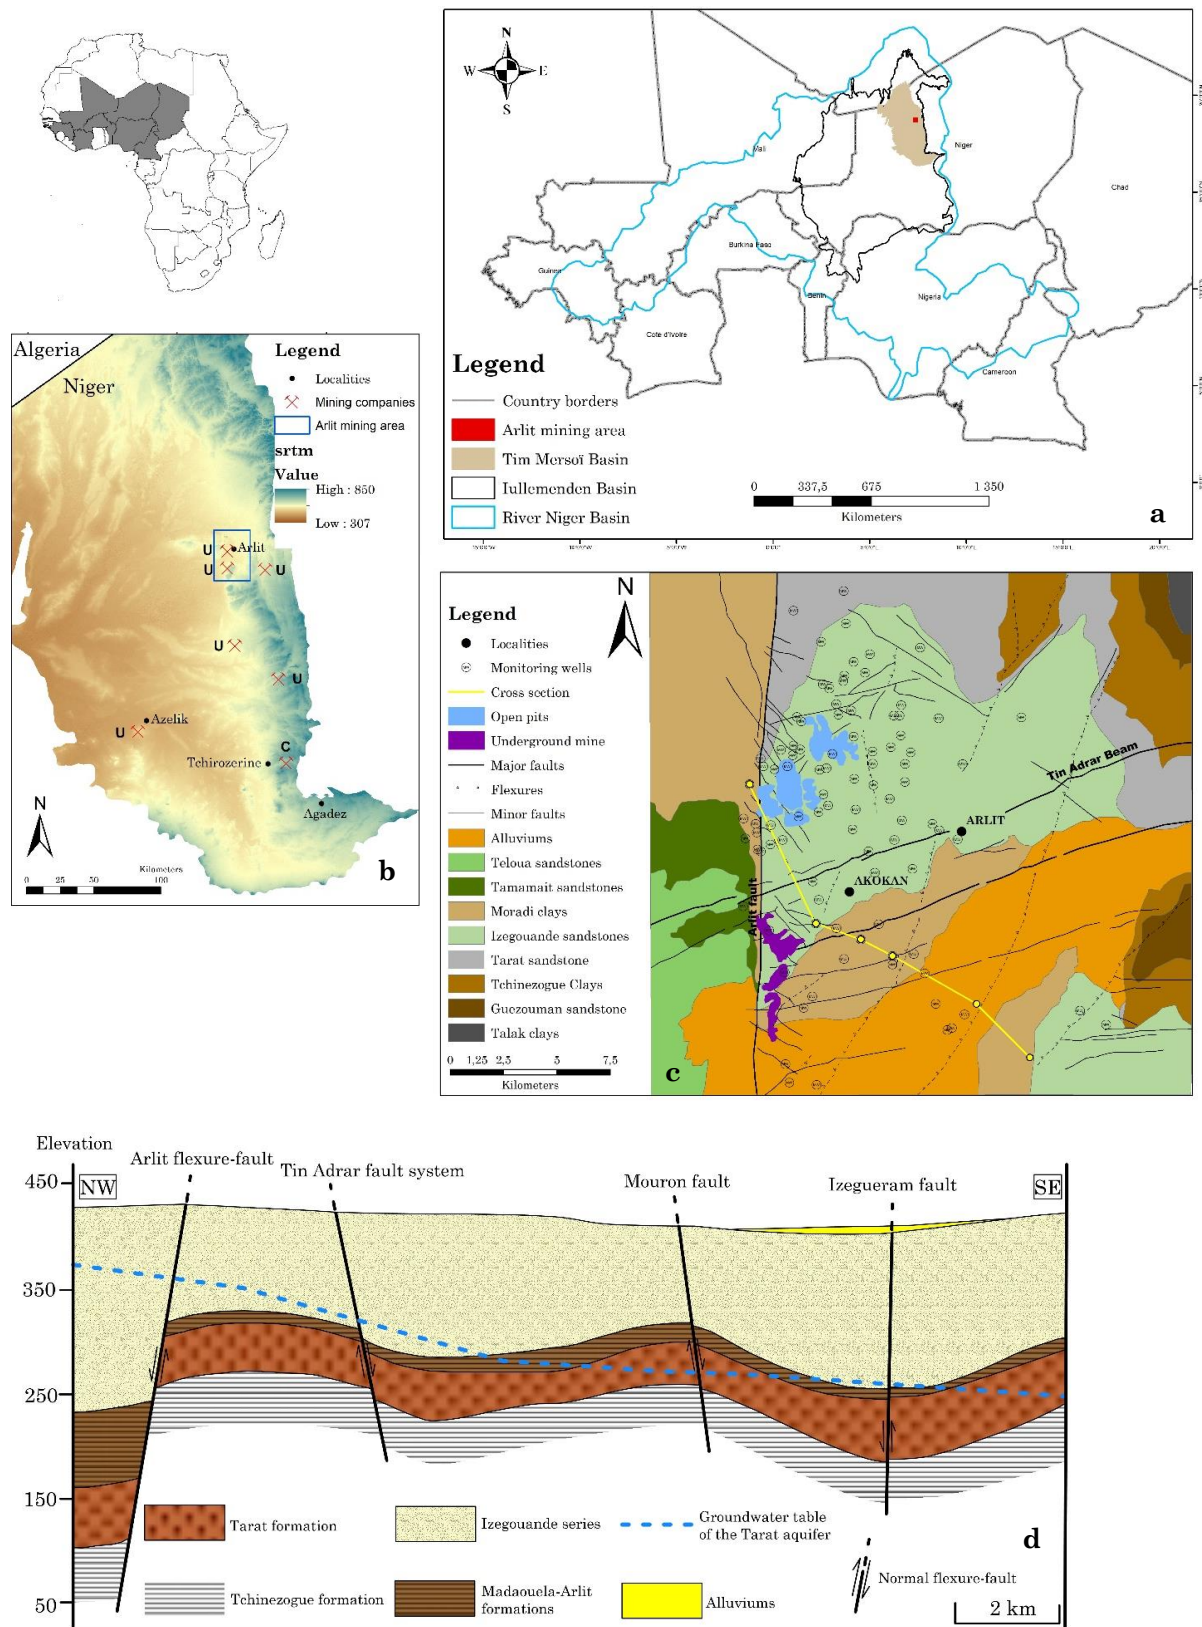 N
W
E
S
Mali
Niger
Chad
Burkina Faso
Guinea
Benin
Nigeria
Cote d'Ivoire
Cameroon
Legend
Country borders
Arlit mining area
Tim Mersoï Basin
Iullemenden Basin
River Niger Basin
0 337,5 675 1 350
Kilometers
a
Algeria
Niger
Legend
Localities
Mining companies
Arlit mining area
srtm
Value
High : 850
Low : 307
U
Arlit
U
U
U
U
Azelik
U
C
Tchirozerine
Agadez
N
Kilometers
0 25 50 100
b
Legend
N
Localities
Monitoring wells
Cross section
Open pits
Underground mine
Major faults
Flexures
Minor faults
Alluviums
Teloua sandstones
Tamamait sandstones
Moradi clays
Izegouande sandstones
Tarat sandstone
Tchinezogue Clays
Guezouman sandstone
Talak clays
0 1,25 2,5 5 7,5
Kilometers
Tin Adrar Beam
ARLIT
AKOKAN
Arlit fault
c
Elevation
450
350
250
150
50
NW
Arlit flexure-fault
Tin Adrar fault system
Mouron fault
Izegueram fault
SE
Tarat formation
Izegouande series
Groundwater table
of the Tarat aquifer
d
Tchinezogue formation
Madaouela-Arlit
formations
Alluviums
Normal flexure-fault
2 km